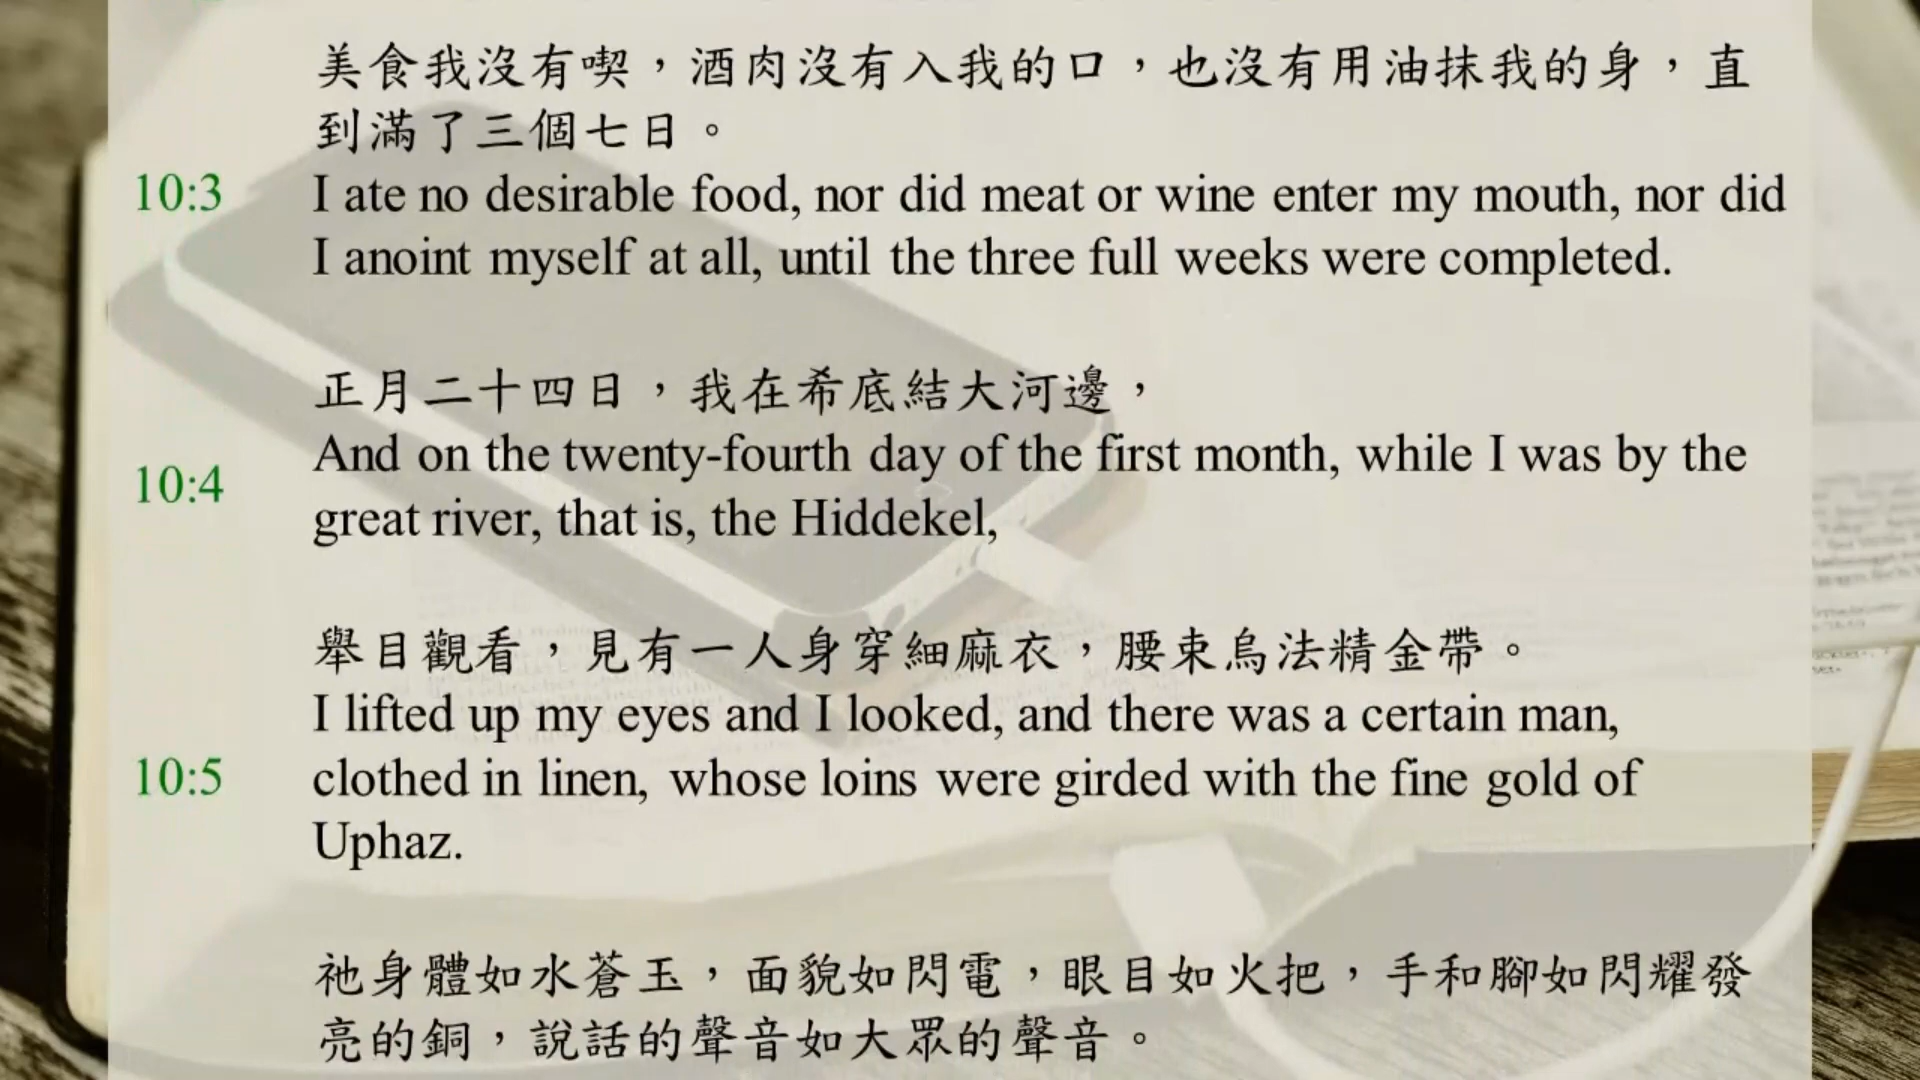 美食我沒有喫，酒肉沒有入我的口，也沒有用油抹我的身，直
到滿了三個七日。
10:3 I ate no desirable food, nor did meat or wine enter my mouth, nor did
I anoint myself at all, until the three full weeks were completed.
正月二十四日，我在希底結大河邊，
And on the twenty-fourth day of the first month, while I was by the
10:4
great river, that is, the Hiddekel,
舉目觀看，見有一人身穿細麻衣，腰束烏法精金帶。
I lifted up my eyes and I looked, and there was a certain man,
10:5 clothed in linen, whose loins were girded with the fine gold of
Uphaz.
祂身體如水蒼玉，面貌如閃電，眼目如火把，手和腳如閃耀發
亮的銅，說話的聲音如大眾的聲音。